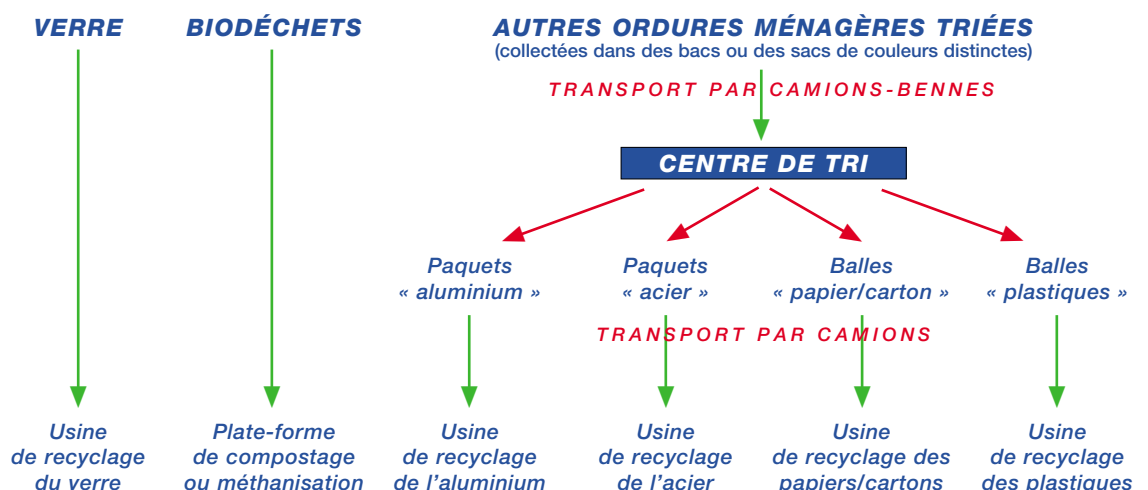 VERRE
BIODÉCHETS
AUTRES ORDURES MÉNAGÈRES TRIÉES
(collectées dans des bacs ou des sacs de couleurs distinctes)
TRANSPORT PAR CAMIONS-BENNES
CENTRE DE TRI
Paquets
« aluminium »
Paquets
« acier »
Balles
« papier/carton »
Balles
« plastiques »
TRANSPORT PAR CAMIONS
Usine
de recyclage
du verre
Plate-forme
de compostage
ou méthanisation
Usine
de recyclage
de l'aluminium
Usine
de recyclage
de l'acier
Usine
de recyclage des
papiers/cartons
Usine
de recyclage
des plastiques